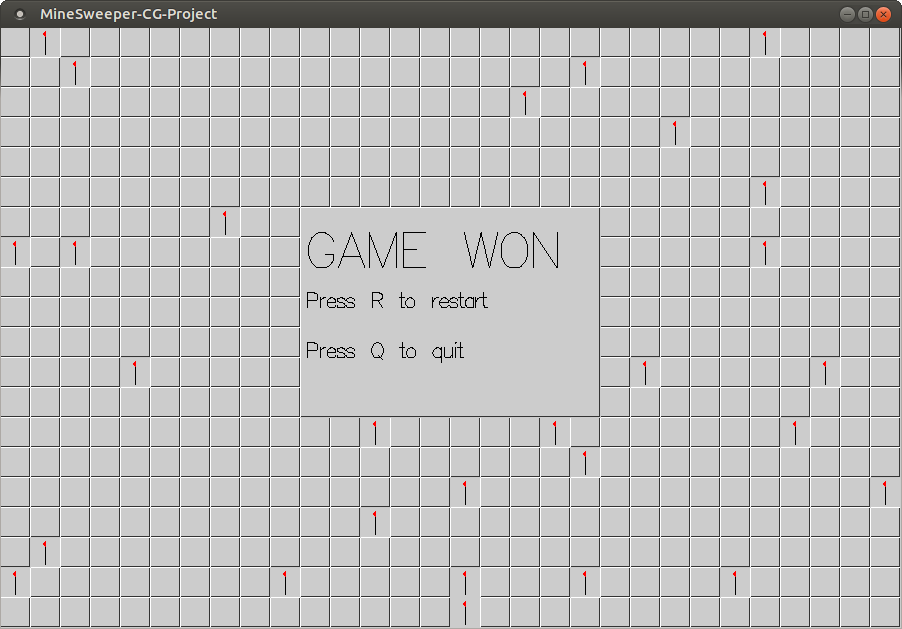 MineSweeper-CG-Project
GAME WON
Press R to restart
Press Q to quit